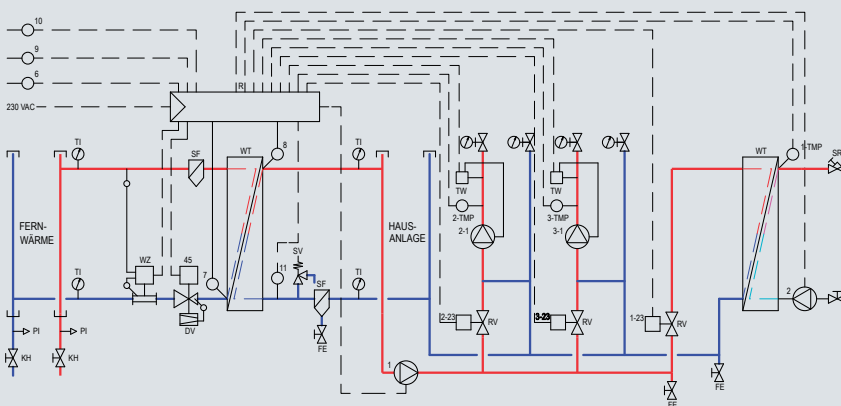 10
9
6
230 VAC
R
TI
SF
WT
8
TI
TW
2-TMP
2-1
TW
3-TMP
3-1
WT
1-TMP
SR
FERN-
WÄRME
HAUS-
ANLAGE
WZ
45
TI
7
11
SV
SF
TI
DV
FE
PI
PI
KH
KH
1
2-23
RV
3-23
RV
1-23
RV
2
FE
FE